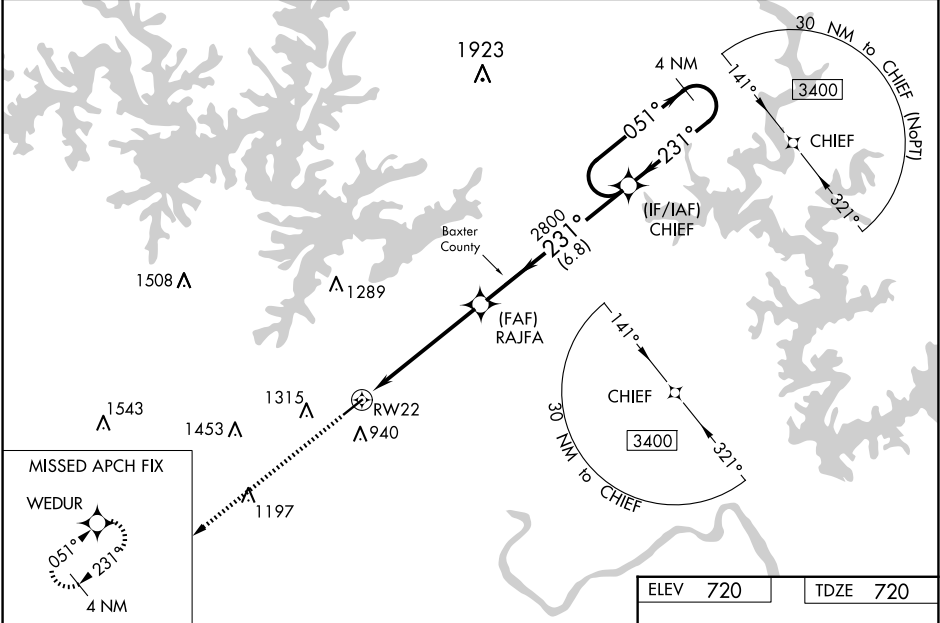 1923
4 NM
051°
231°
30 NM to CHIEF (NoPT)
141°
3400
CHIEF
321°
(IF/IAF)
CHIEF
2800
231°
(6.8)
Baxter
County
1508
1289
(FAF)
RAJFA
141°
CHIEF
3400
321°
30 NM to CHIEF
1315
RW22
1543
1453
940
1197
MISSED APCH FIX
WEDUR
051°
231°
4 NM
ELEV 720
TDZE 720